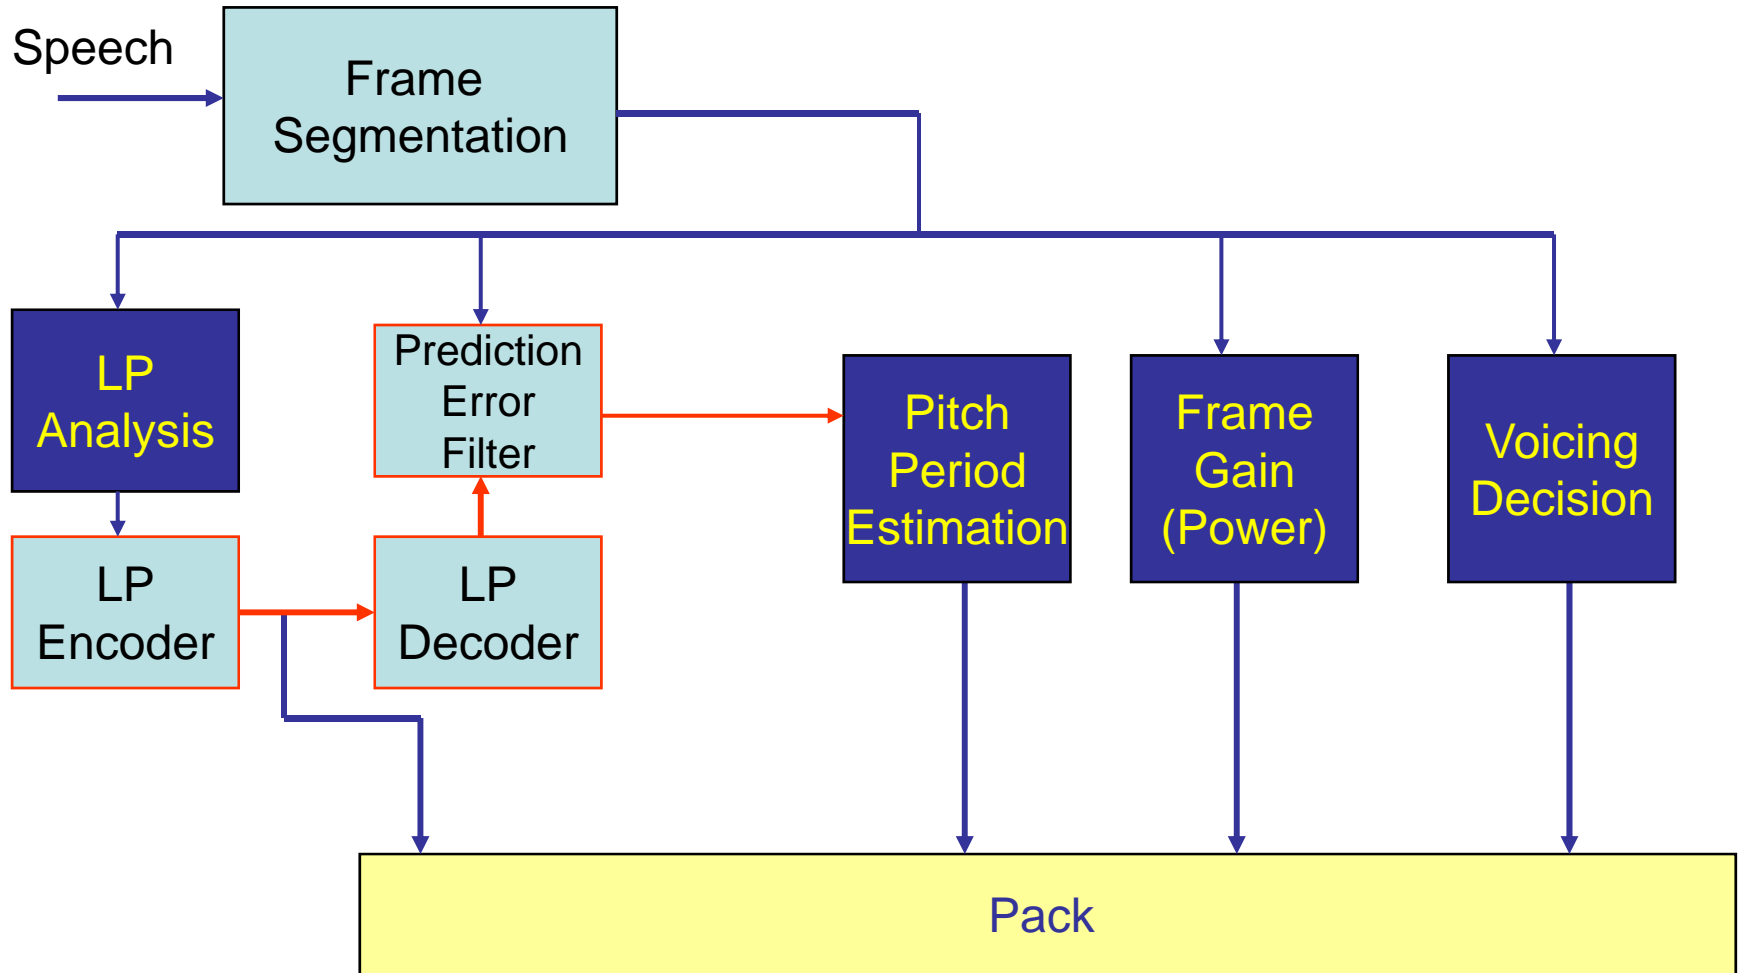 Speech
Frame
Segmentation
LP
Analysis
Prediction
Error
Filter
Pitch
Period
Estimation
Frame
Gain
(Power)
Voicing
Decision
LP
Encoder
LP
Decoder
Pack